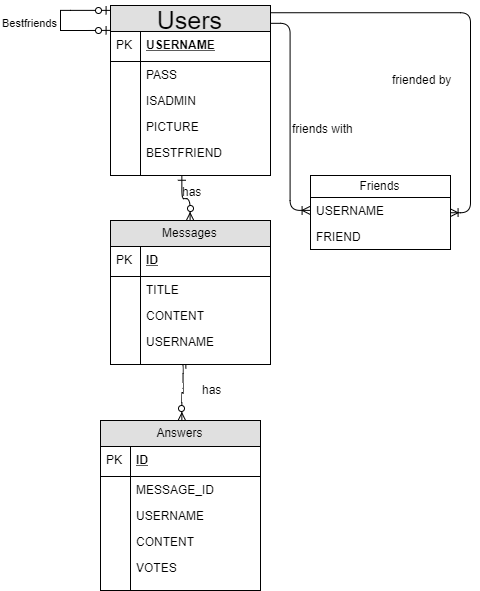 Bestfriends
Users
PK USERNAME
PASS
ISADMIN
PICTURE
BESTFRIEND
friended by
friends with
Friends
USERNAME
FRIEND
has
Messages
PK ID
TITLE
CONTENT
USERNAME
has
Answers
PK ID
MESSAGE_ID
USERNAME
CONTENT
VOTES